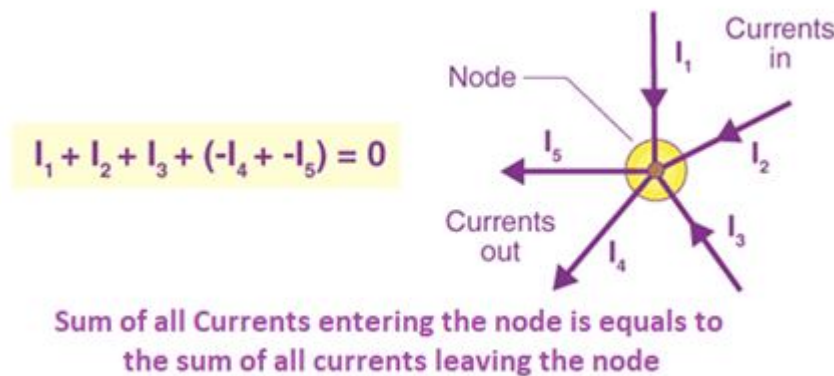 I₁ + I₂ + I₃ + (-I₄ + -I₅) = 0
Node
Currents
in
I₁
I₂
I₃
I₄
I₅
Currents
out
Sum of all Currents entering the node is equals to
the sum of all currents leaving the node